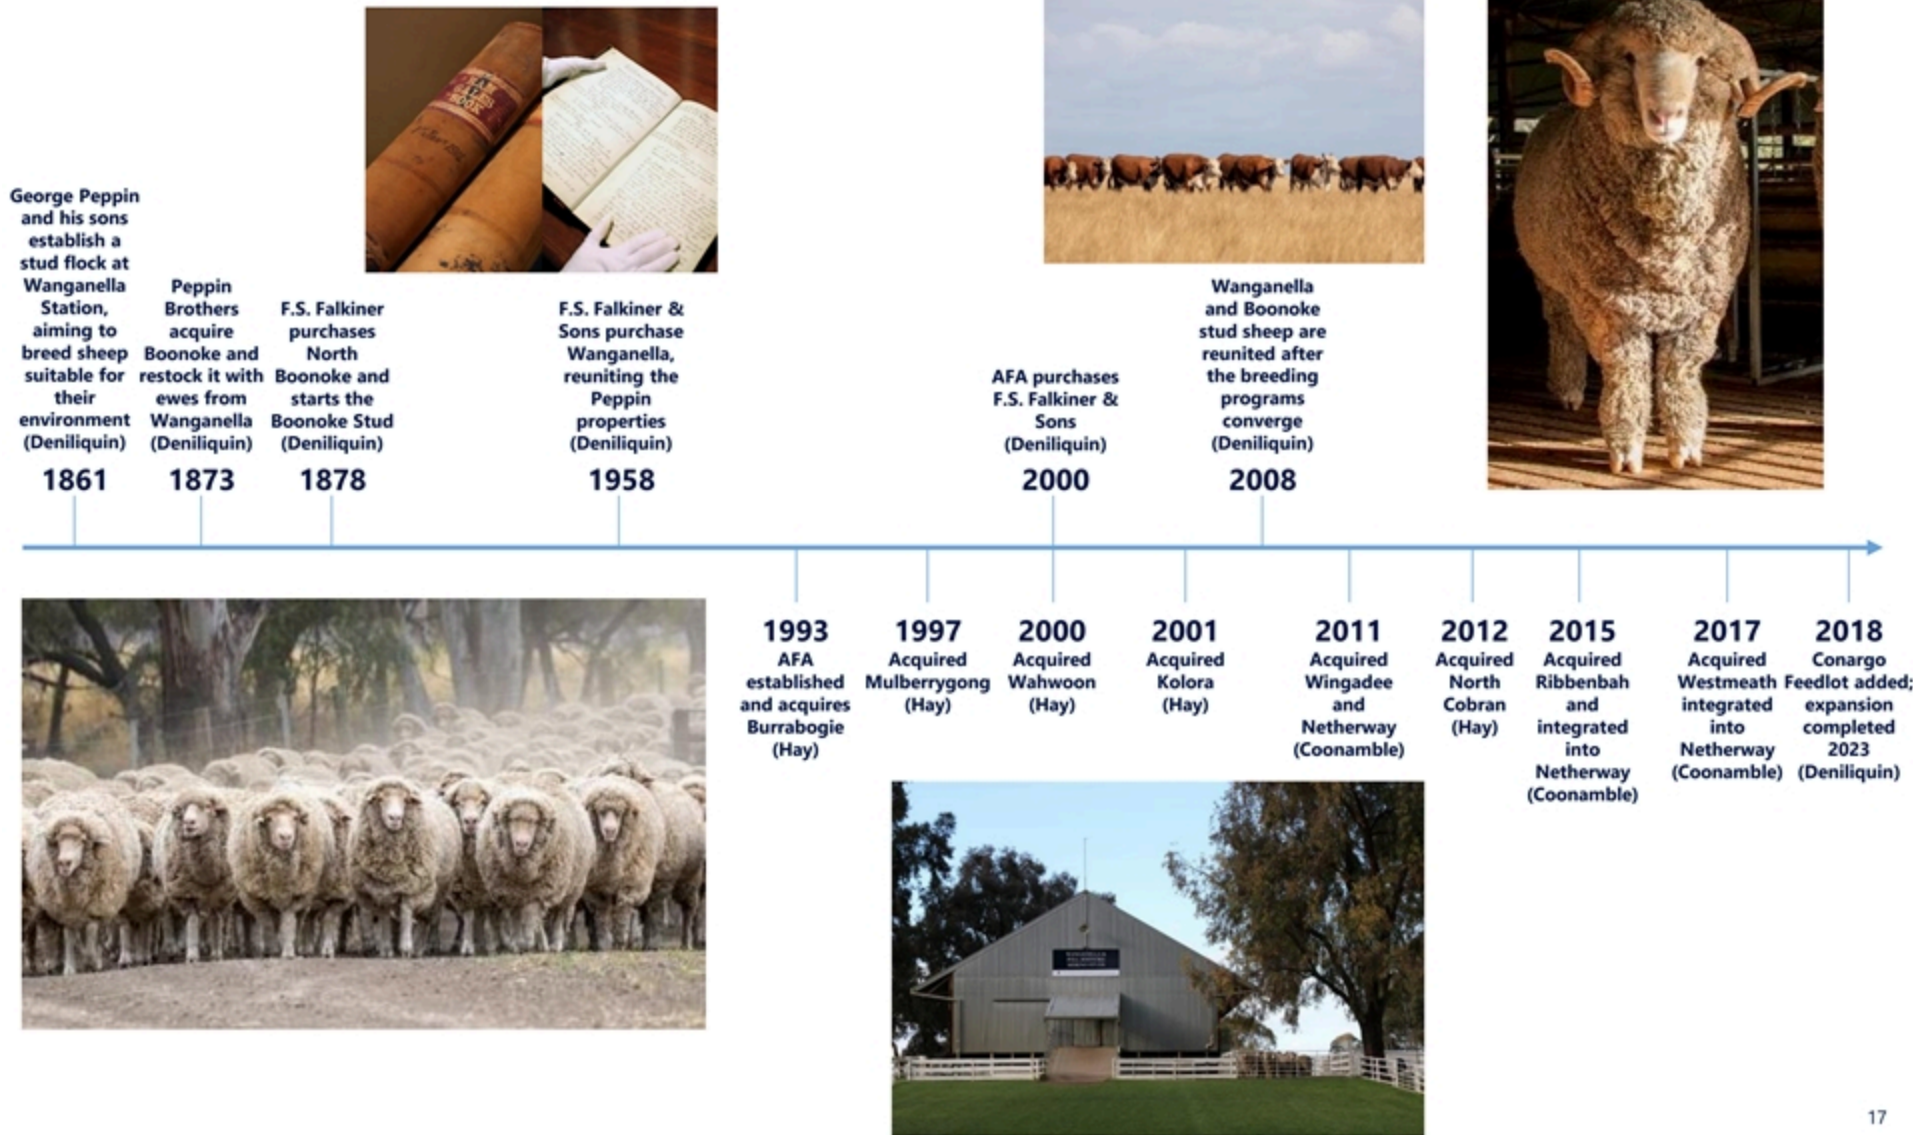 George Peppin
and his sons
establish a
stud flock at
Wanganella
Station,
aiming to
breed sheep
suitable for
their
environment
(Deniliquin)
1861
Peppin
Brothers
acquire
Boonoke and
restock it with
ewes from
Wanganella
(Deniliquin)
1873
F.S. Falkiner
purchases
North
Boonoke and
starts the
Boonoke Stud
(Deniliquin)
1878
F.S. Falkiner &
Sons purchase
Wanganella,
reuniting the
Peppin
properties
(Deniliquin)
1958
AFA purchases
F.S. Falkiner &
Sons
(Deniliquin)
2000
Wanganella
and Boonoke
stud sheep are
reunited after
the breeding
programs
converge
(Deniliquin)
2008
1993
AFA
established
and acquires
Burrabogie
(Hay)
1997
Acquired
Mulberrygong
(Hay)
2000
Acquired
Wahwoon
(Hay)
2001
Acquired
Kolora
(Hay)
2011
Acquired
Wingadee
and
Netherway
(Coonamble)
2012
Acquired
North
Cobran
(Hay)
2015
Acquired
Ribbenbah
and
integrated
into
Netherway
(Coonamble)
2017
Acquired
Westmeath
integrated
into
Netherway
(Coonamble)
2018
Conargo
Feedlot added;
expansion
completed
2023
(Deniliquin)
WANGANELLA
17